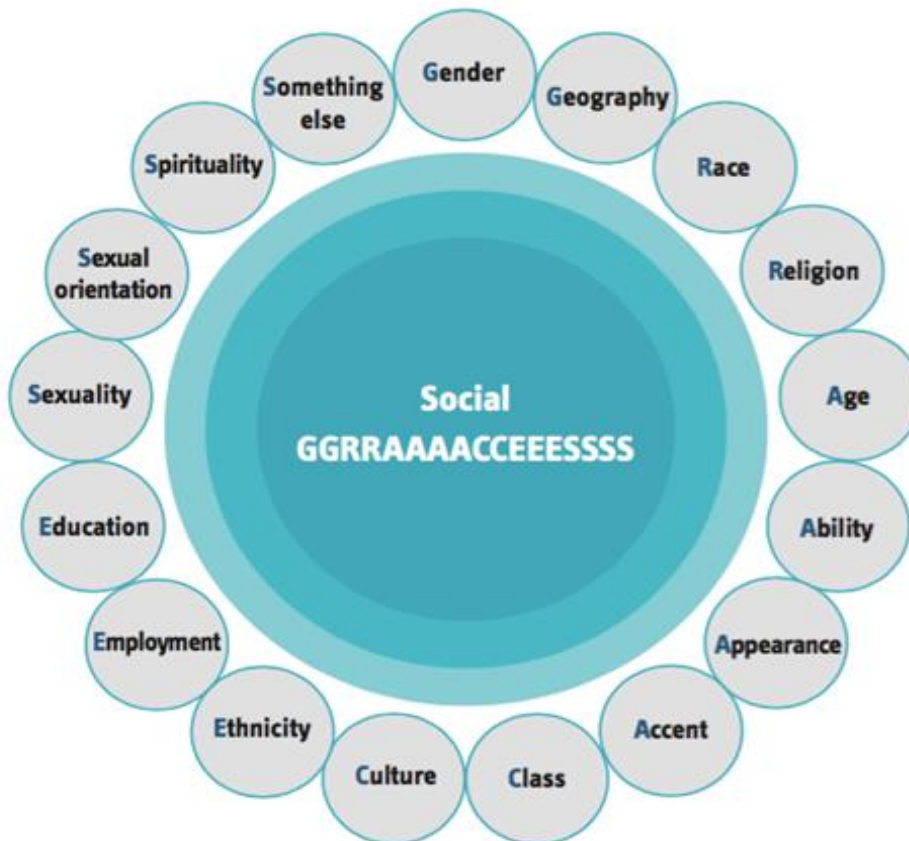 Social
GGRRAAAACCEEESSSS
Gender
Geography
Race
Religion
Age
Ability
Appearance
Accent
Class
Culture
Ethnicity
Employment
Education
Sexuality
Sexual
orientation
Spirituality
Something
else